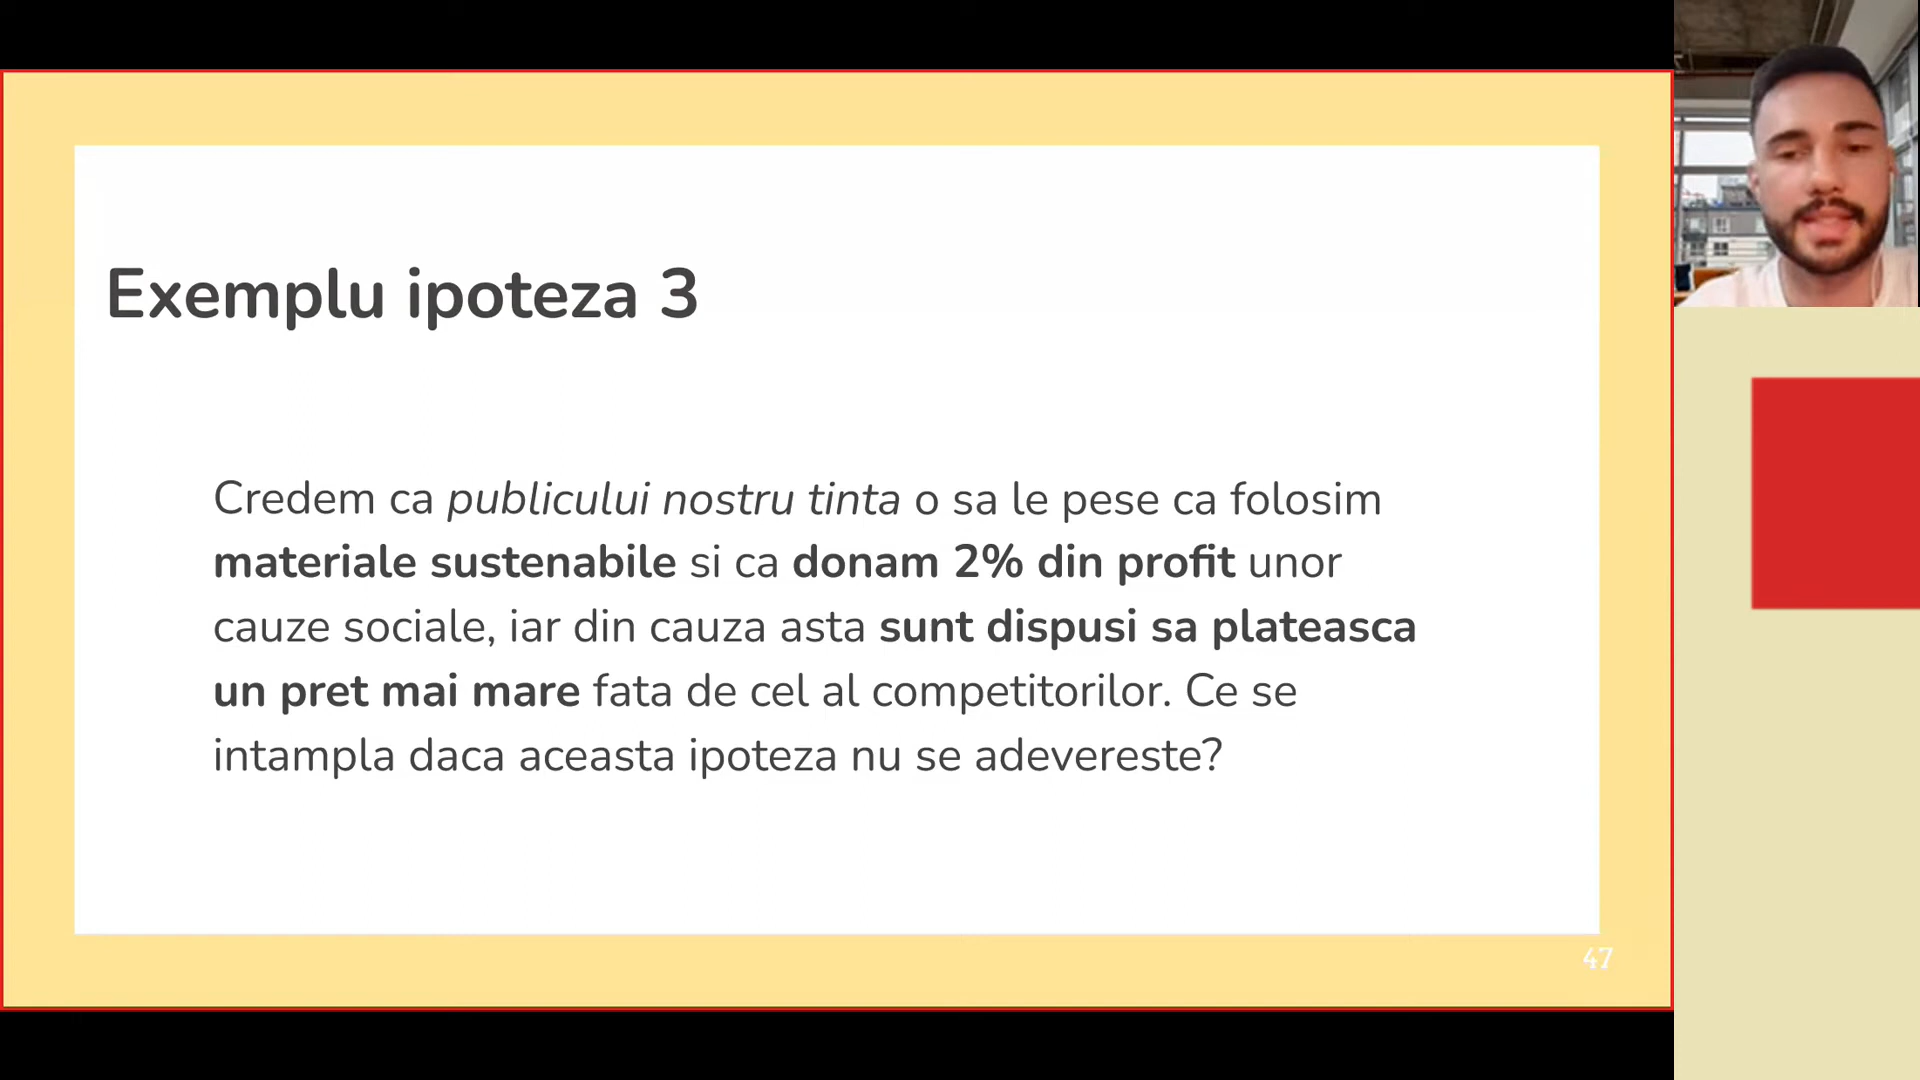 Exemplu ipoteza 3
Credem ca publicului nostru tinta o sa le pese ca folosim
materiale sustenabile si ca donam 2% din profit unor
cauze sociale, iar din cauza asta sunt dispusi sa plateasca
un pret mai mare fata de cel al competitorilor. Ce se
intampla daca aceasta ipoteza nu se adevereste?
47